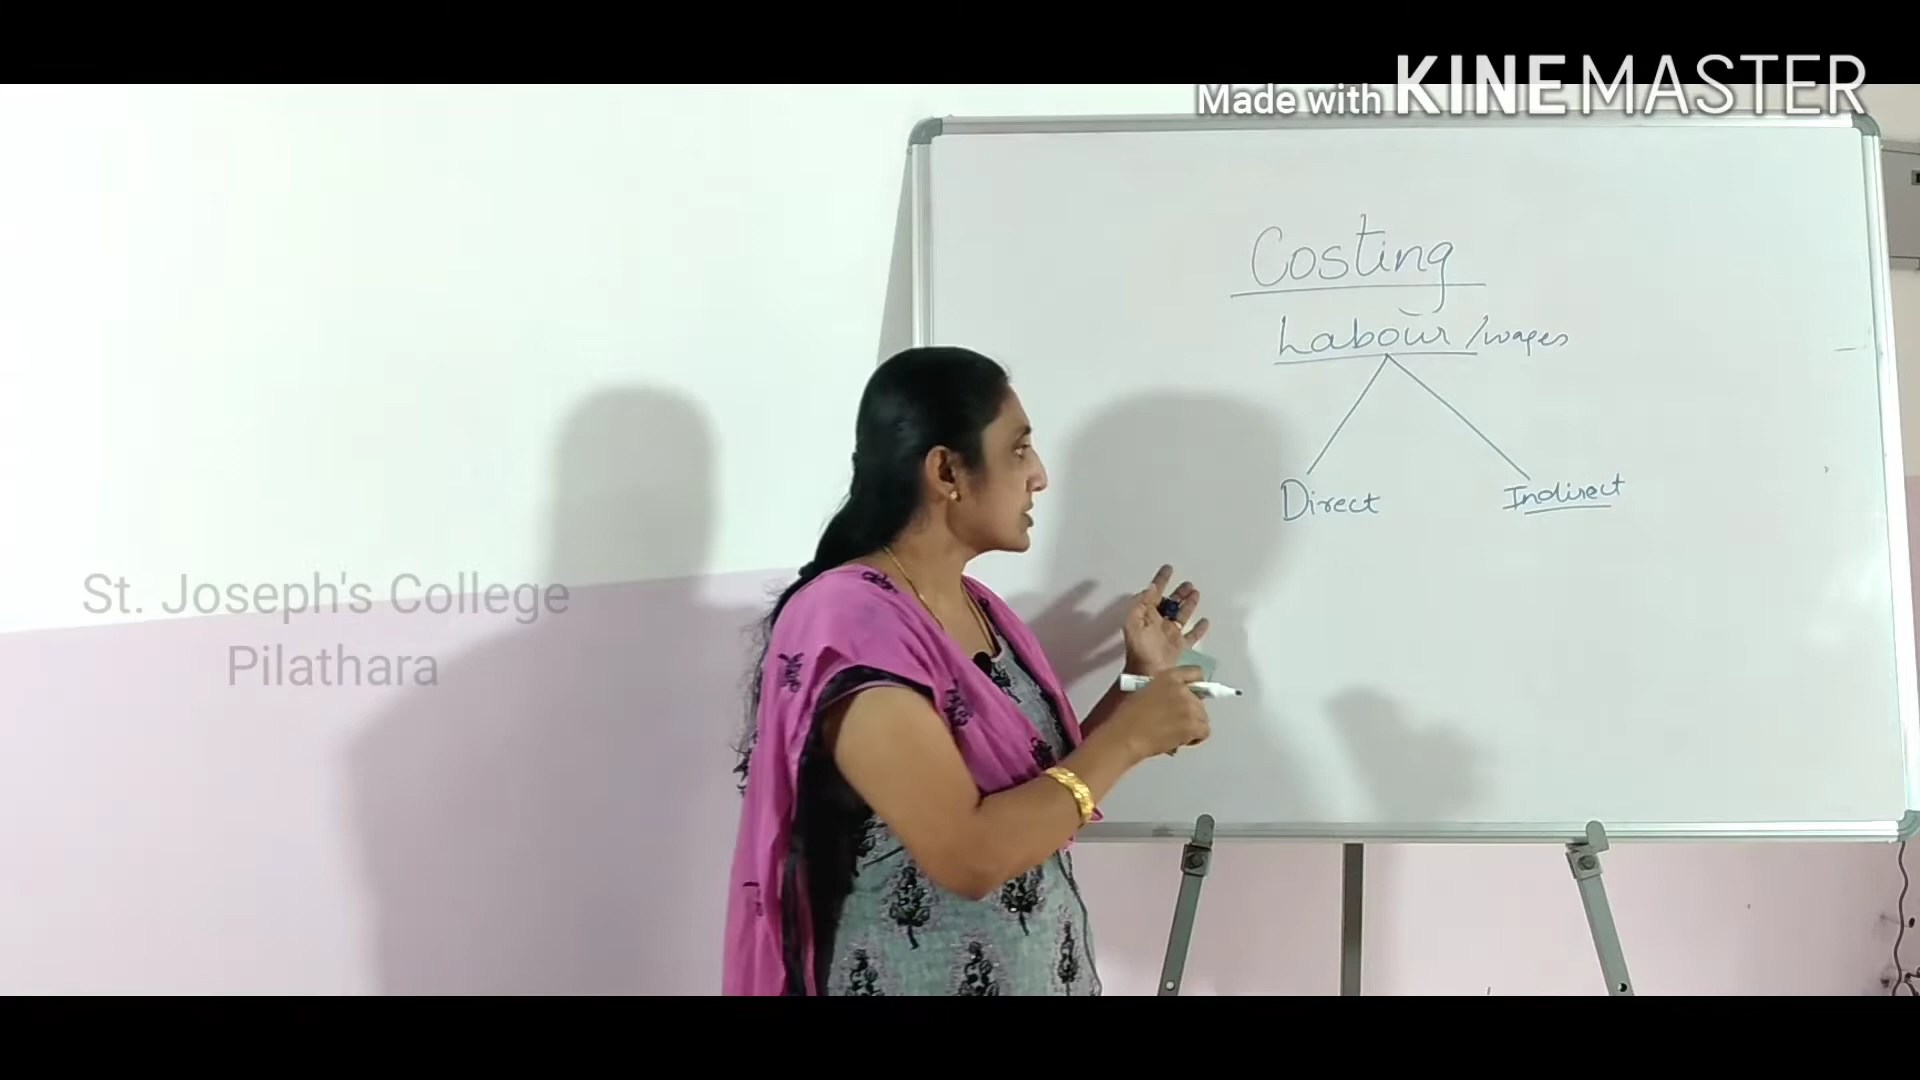 Made with KINEMASTER
Costing
Labour / wages
Direct Indirect
St. Joseph's College
Pilathara